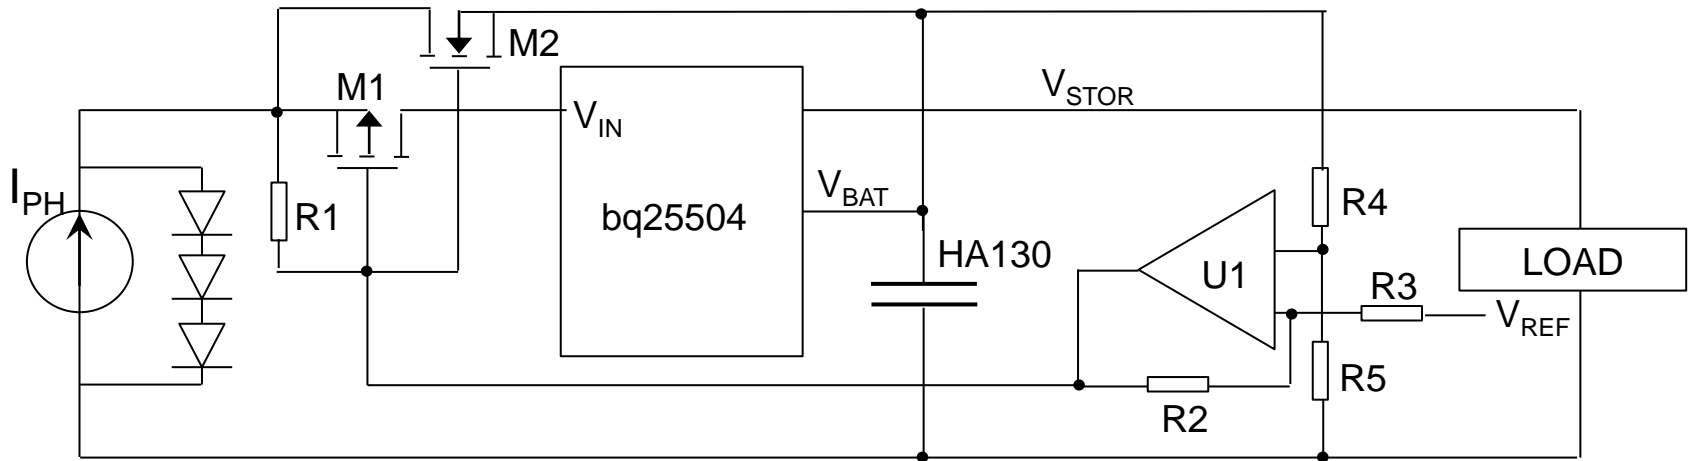 M2
M1
V_STOR
V_IN
I_PH
V_BAT
R4
R1
bq25504
HA130
U1
LOAD
R3
V_REF
R5
R2